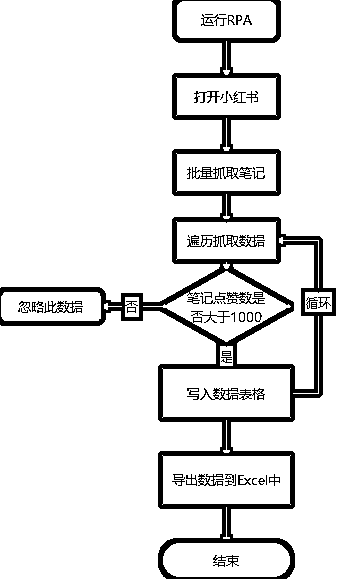 运行RPA
打开小红书
批量抓取笔记
遍历抓取数据
笔记点赞数是
否大于1000
否
忽略此数据
循环
是
写入数据表格
导出数据到Excel中
结束